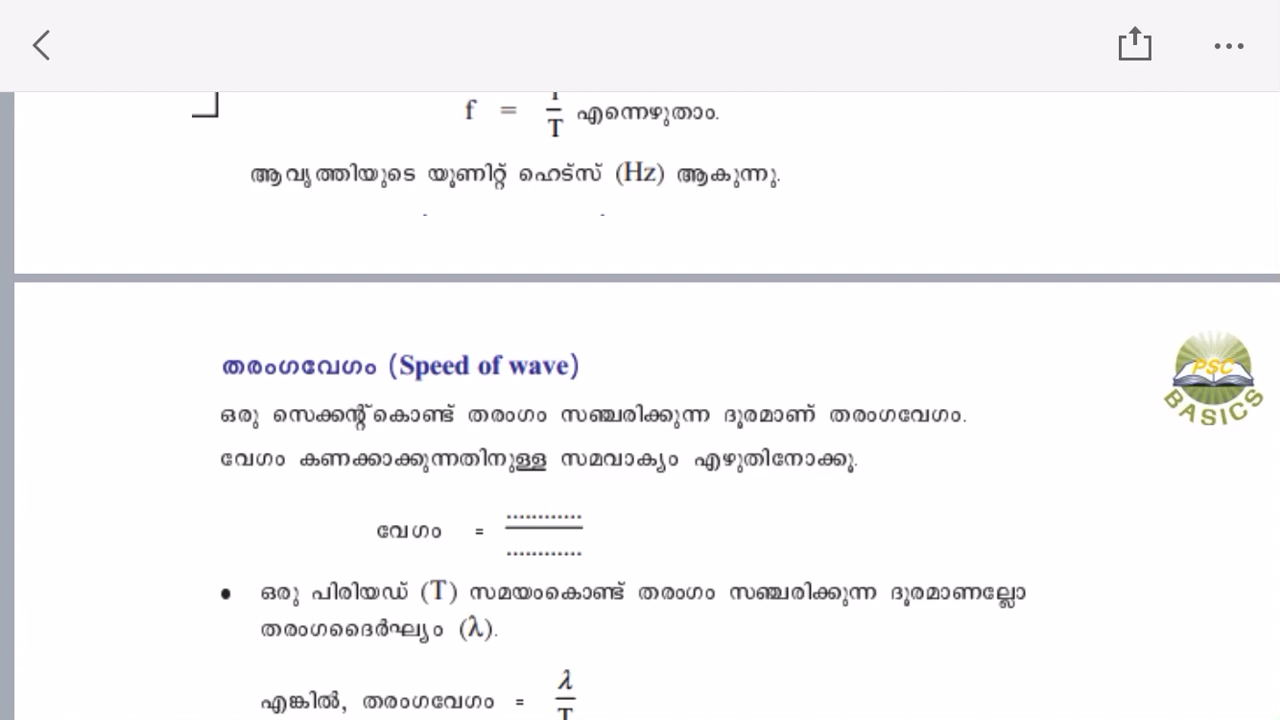 f = 1/T എന്നെഴുതാം.
ആവൃത്തിയുടെ യൂണിറ്റ് ഹെട്സ് (Hz) ആകുന്നു.
തരംഗവേഗം (Speed of wave)
PSC
BASICS
ഒരു സെക്കന്റ്കൊണ്ട് തരംഗം സഞ്ചരിക്കുന്ന ദൂരമാണ് തരംഗവേഗം.
വേഗം കണക്കാക്കുന്നതിനുള്ള സമവാക്യം എഴുതിനോക്കൂ.
............
വേഗം =
............
• ഒരു പിരിയഡ് (T) സമയംകൊണ്ട് തരംഗം സഞ്ചരിക്കുന്ന ദൂരമാണല്ലോ
തരംഗദൈർഘ്യം (λ).
എങ്കിൽ, തരംഗവേഗം = λ/T